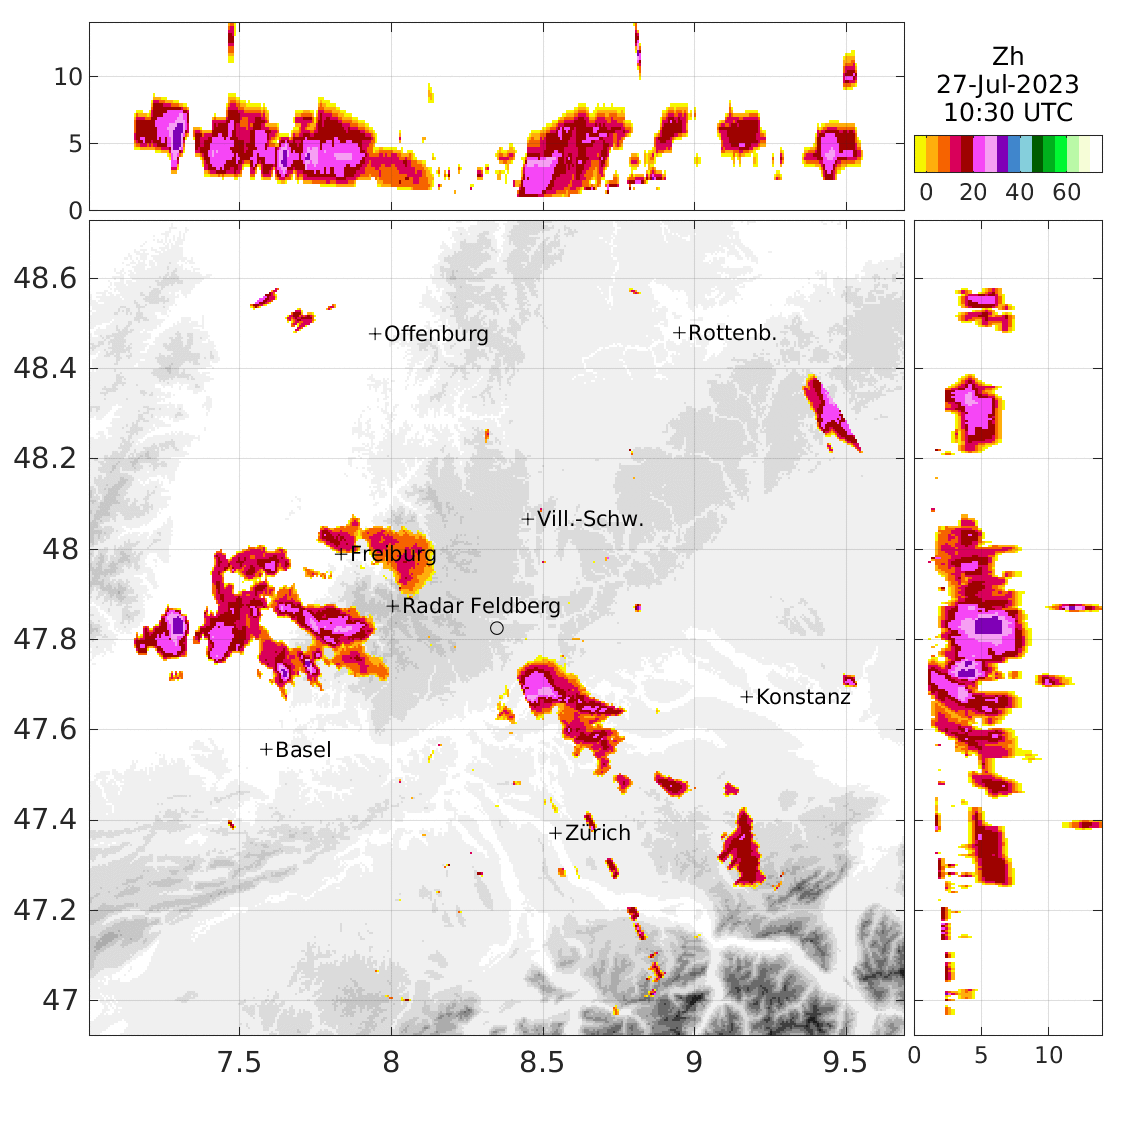 10
5
0
Zh
27-Jul-2023
10:30 UTC
0 20 40 60
48.6
48.4
48.2
48
47.8
47.6
47.4
47.2
47
+Offenburg
+Rottenb.
+Vill.-Schw.
+Freiburg
+Radar Feldberg
+Konstanz
+Basel
+Zürich
7.5 8 8.5 9 9.5
0 5 10